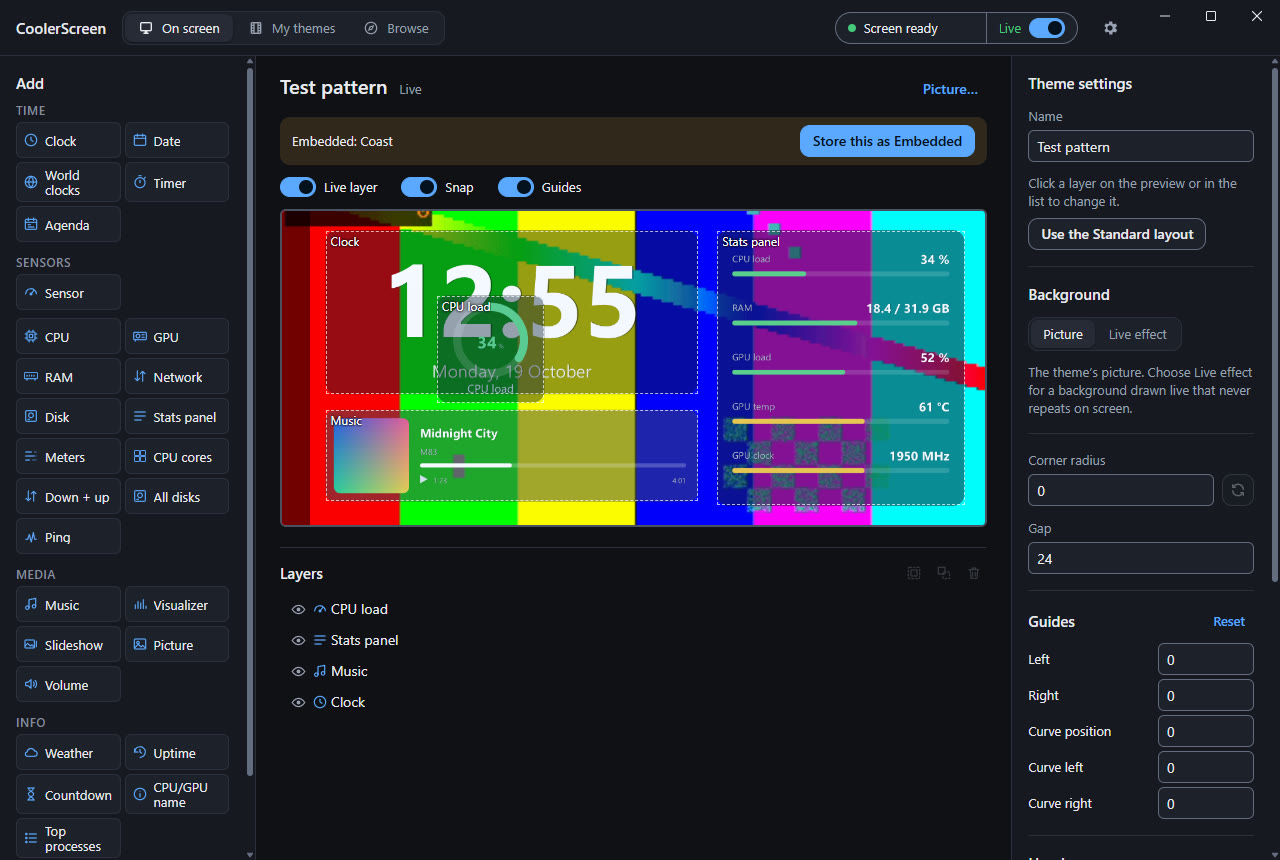 CoolerScreen
On screen
My themes
Browse
Screen ready
Live
Add
TIME
Clock
Date
World clocks
Timer
Agenda
SENSORS
Sensor
CPU
GPU
RAM
Network
Disk
Stats panel
Meters
CPU cores
Down + up
All disks
Ping
MEDIA
Music
Visualizer
Slideshow
Picture
Volume
INFO
Weather
Uptime
Countdown
CPU/GPU name
Top processes
Test pattern
Live
Picture...
Embedded: Coast
Store this as Embedded
Live layer
Snap
Guides
Clock
12:55
Monday, 19 October
CPU load
34 %
CPU load
Music
Midnight City
M83
1:23
4:01
Stats panel
CPU load
34 %
RAM
18.4 / 31.9 GB
GPU load
52 %
GPU temp
61 °C
GPU clock
1950 MHz
Layers
CPU load
Stats panel
Music
Clock
Theme settings
Name
Test pattern
Click a layer on the preview or in the
list to change it.
Use the Standard layout
Background
Picture
Live effect
The theme's picture. Choose Live effect
for a background drawn live that never
repeats on screen.
Corner radius
0
Gap
24
Guides
Reset
Left
0
Right
0
Curve position
0
Curve left
0
Curve right
0